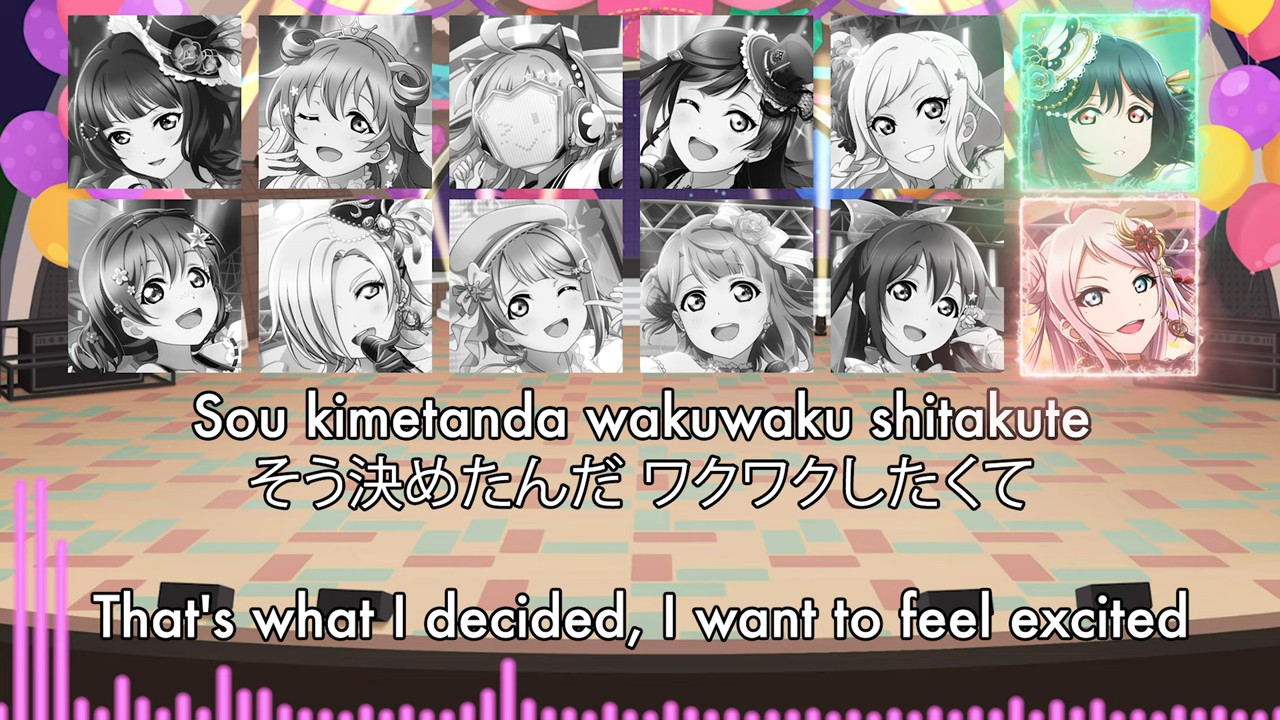 Sou kimetanda wakuwaku shitakute
そう決めたんだ ワクワクしたくて
That's what I decided, I want to feel excited